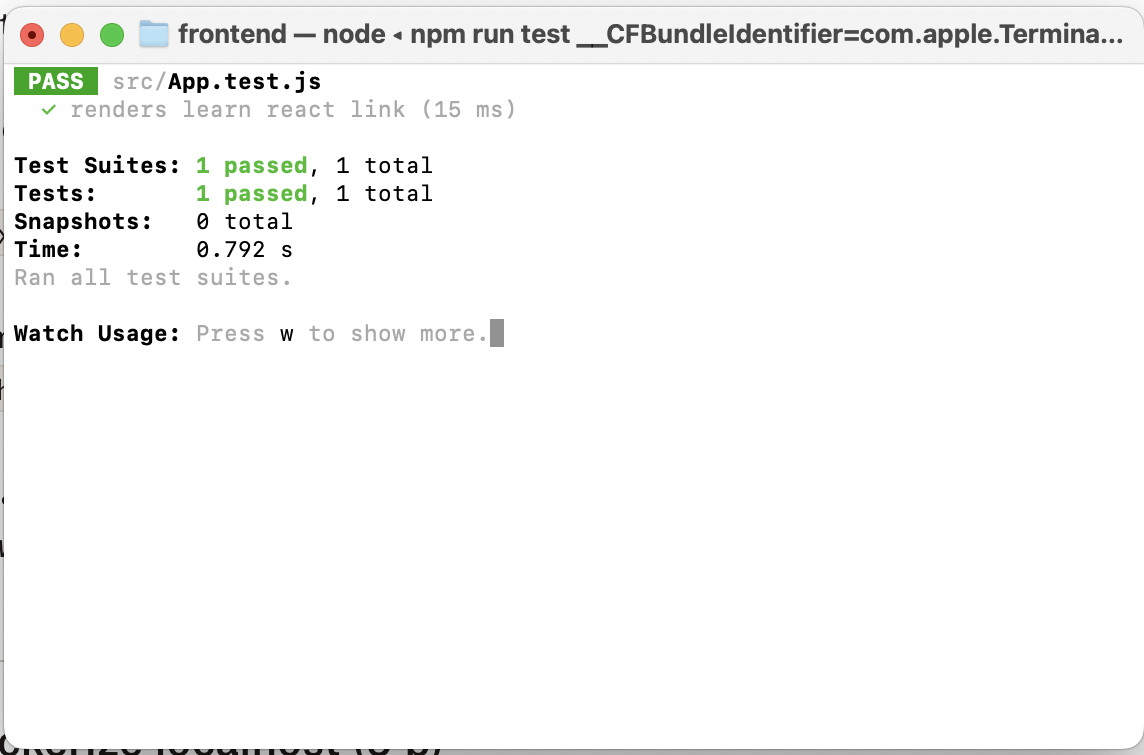 frontend — node ◂ npm run test __CFBundleIdentifier=com.apple.Termina...
PASS src/App.test.js
✓ renders learn react link (15 ms)
Test Suites: 1 passed, 1 total
Tests: 1 passed, 1 total
Snapshots: 0 total
Time: 0.792 s
Ran all test suites.
Watch Usage: Press w to show more.